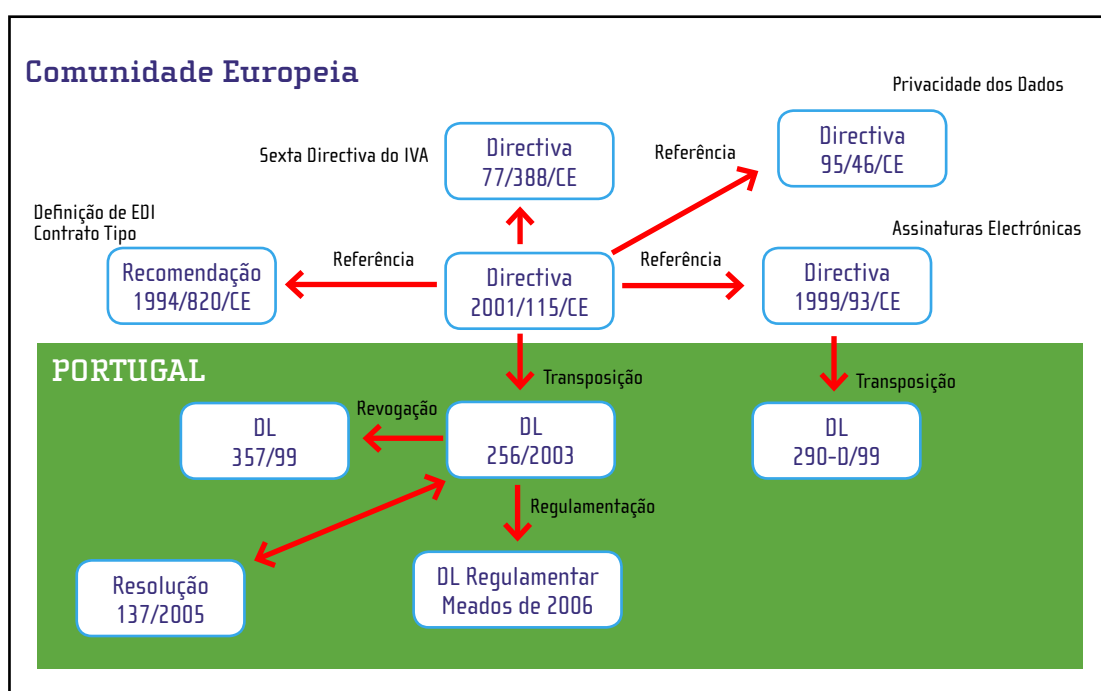 Comunidade Europeia
Privacidade dos Dados
Sexta Directiva do IVA
Directiva
77/388/CE
Referência
Directiva
95/46/CE
Definição de EDI
Contrato Tipo
Assinaturas Electrónicas
Recomendação
1994/820/CE
Referência
Directiva
2001/115/CE
Referência
Directiva
1999/93/CE
PORTUGAL
Transposição
Transposição
DL
357/99
Revogação
DL
256/2003
DL
290-D/99
Regulamentação
Resolução
137/2005
DL Regulamentar
Meados de 2006